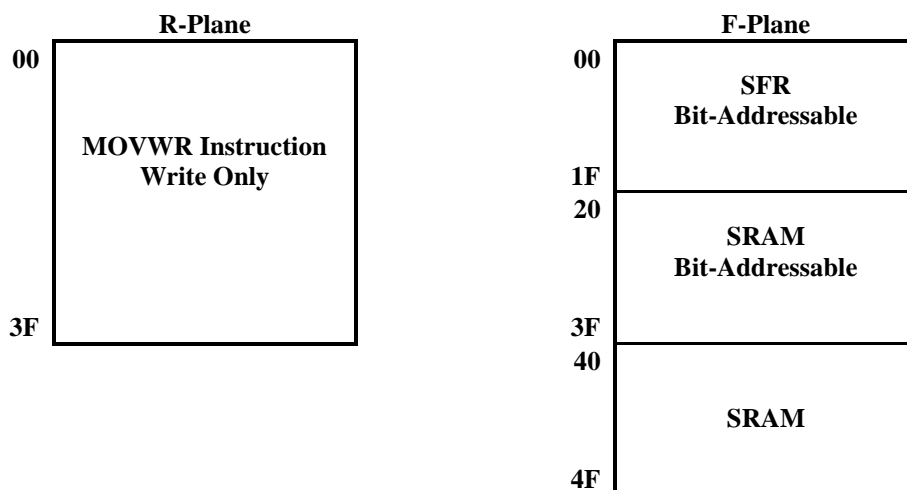 R-Plane
00
MOVWR Instruction
Write Only
3F
F-Plane
00
SFR
Bit-Addressable
1F
20
SRAM
Bit-Addressable
3F
40
SRAM
4F